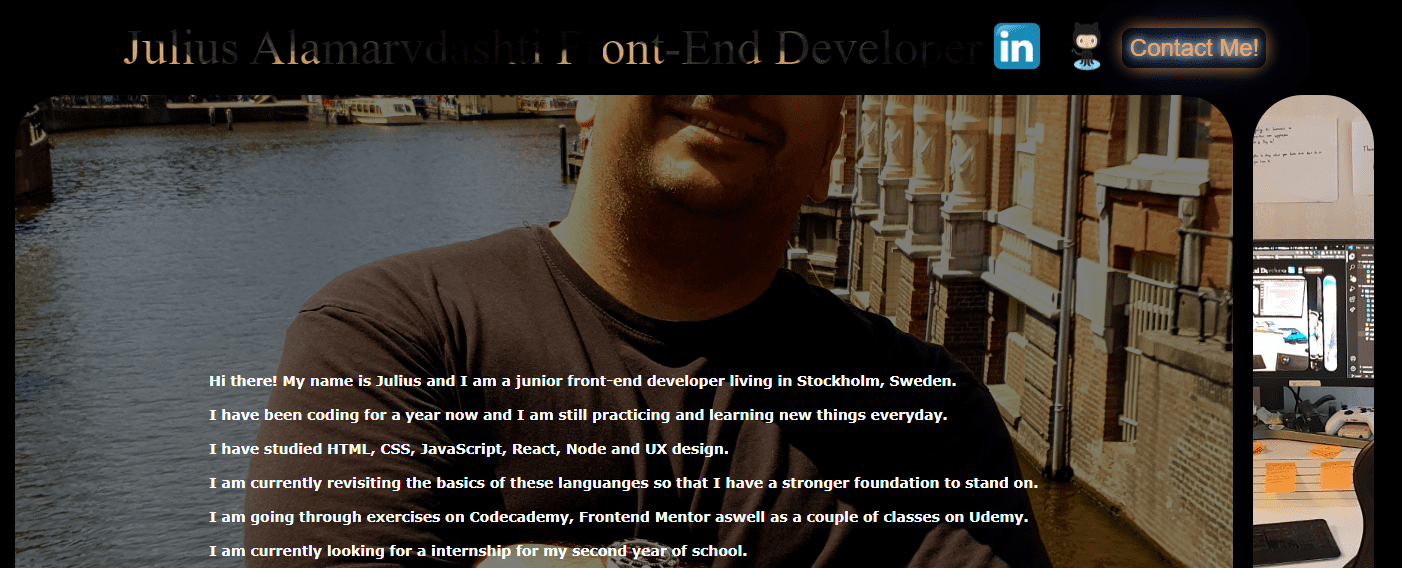 Julius Alamarvdashti Front-End Developer
in
Contact Me!
Hi there! My name is Julius and I am a junior front-end developer living in Stockholm, Sweden.
I have been coding for a year now and I am still practicing and learning new things everyday.
I have studied HTML, CSS, JavaScript, React, Node and UX design.
I am currently revisiting the basics of these languanges so that I have a stronger foundation to stand on.
I am going through exercises on Codecademy, Frontend Mentor aswell as a couple of classes on Udemy.
I am currently looking for a internship for my second year of school.